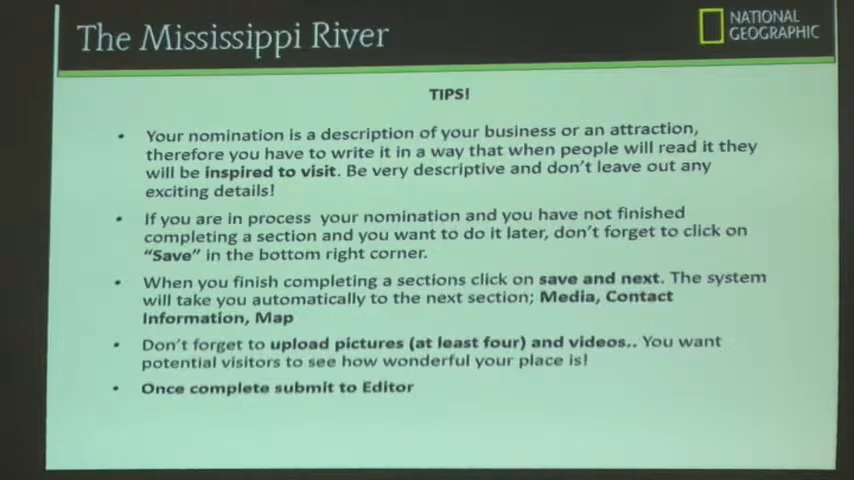 The Mississippi River
NATIONAL
GEOGRAPHIC
TIPS!
• Your nomination is a description of your business or an attraction,
therefore you have to write it in a way that when people will read it they
will be inspired to visit. Be very descriptive and don't leave out any
exciting details!
• If you are in process your nomination and you have not finished
completing a section and you want to do it later, don't forget to click on
"Save" in the bottom right corner.
• When you finish completing a sections click on save and next. The system
will take you automatically to the next section; Media, Contact
Information, Map
• Don't forget to upload pictures (at least four) and videos.. You want
potential visitors to see how wonderful your place is!
• Once complete submit to Editor